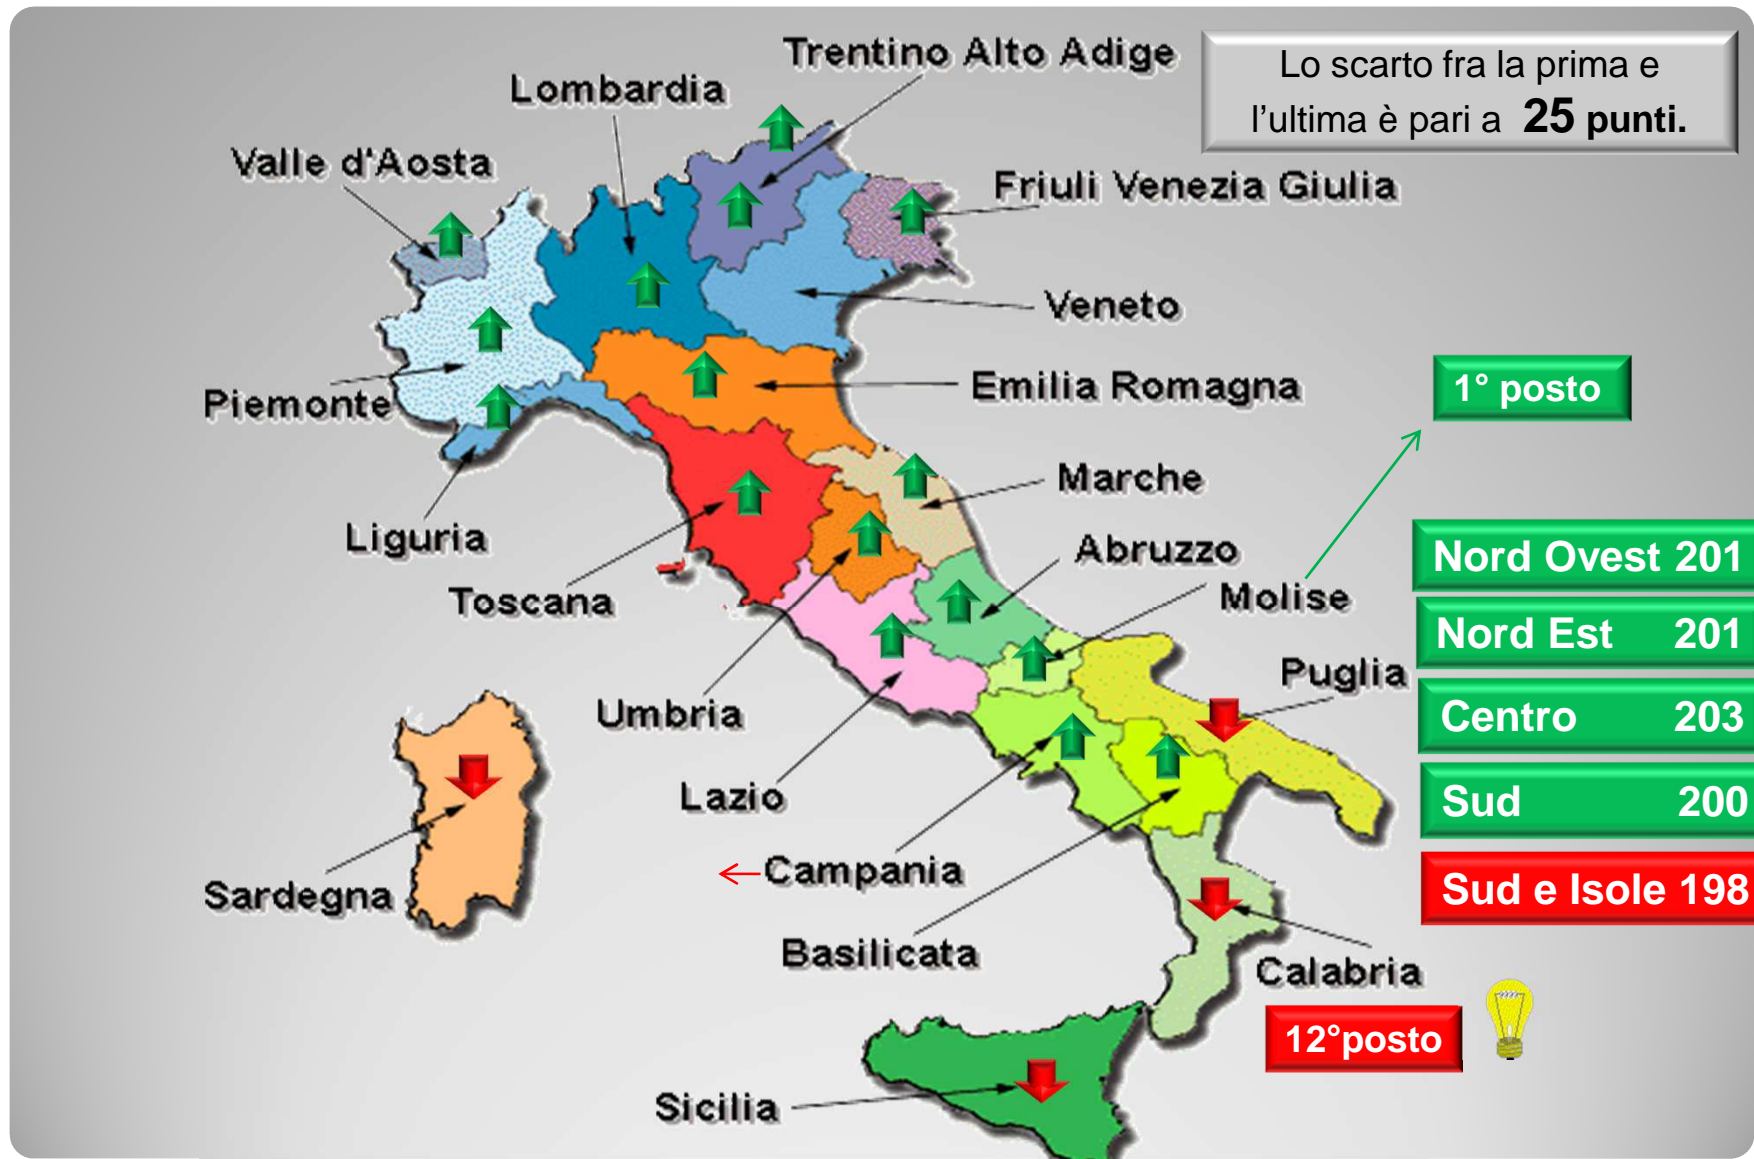 Trentino Alto Adige
Lo scarto fra la prima e
l'ultima è pari a 25 punti.
Lombardia
Valle d'Aosta
Friuli Venezia Giulia
Veneto
Piemonte
Emilia Romagna
1° posto
Marche
Liguria
Abruzzo
Nord Ovest 201
Toscana
Molise
Nord Est 201
Puglia
Umbria
Centro 203
Lazio
Sud 200
Campania
Sardegna
Sud e Isole 198
Basilicata
Calabria
12°posto
Sicilia